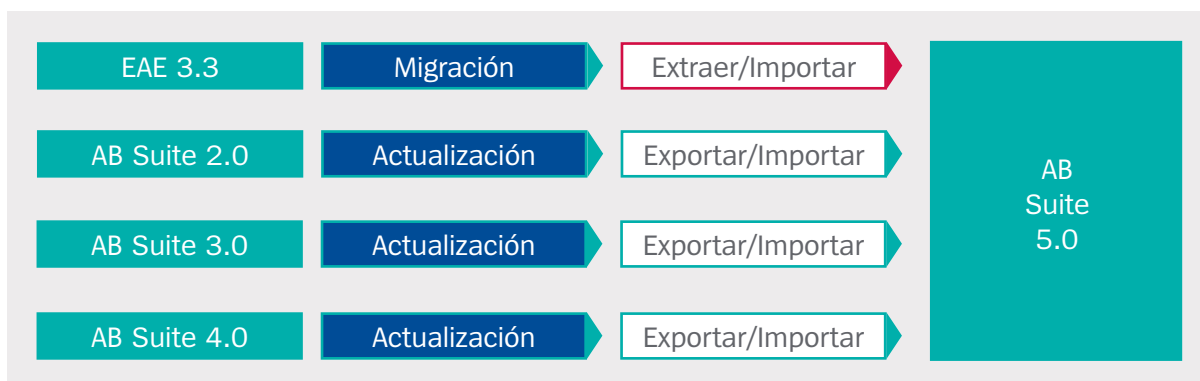 EAE 3.3
Migración
Extraer/Importar
AB Suite 2.0
Actualización
Exportar/Importar
AB Suite 3.0
Actualización
Exportar/Importar
AB Suite 4.0
Actualización
Exportar/Importar
AB
Suite
5.0